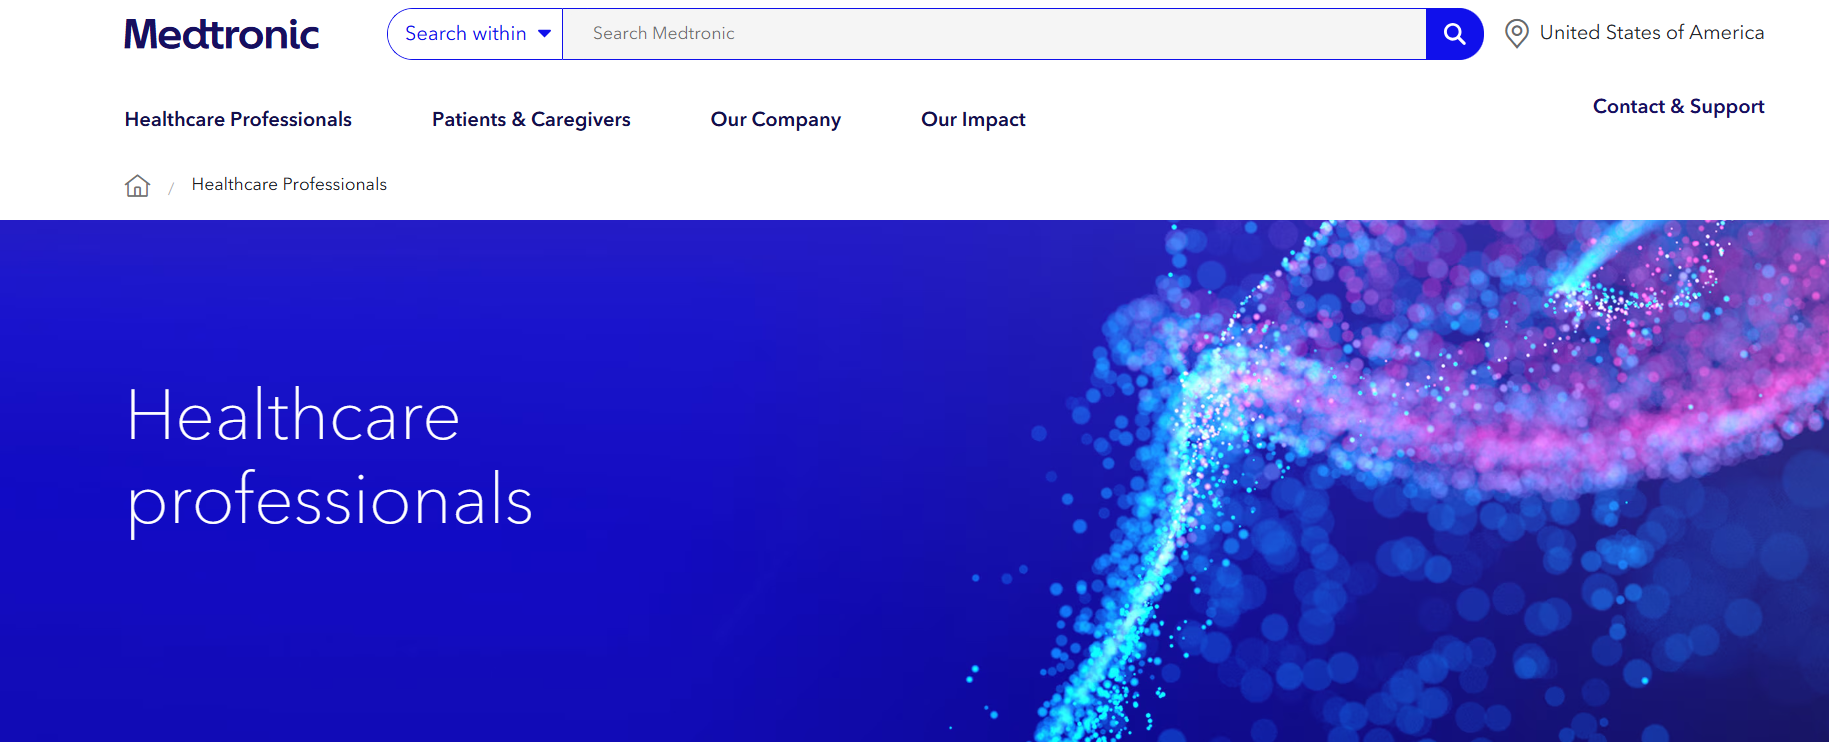 Medtronic
Search within
Search Medtronic
United States of America
Healthcare Professionals
Patients & Caregivers
Our Company
Our Impact
Contact & Support
/ Healthcare Professionals
Healthcare
professionals